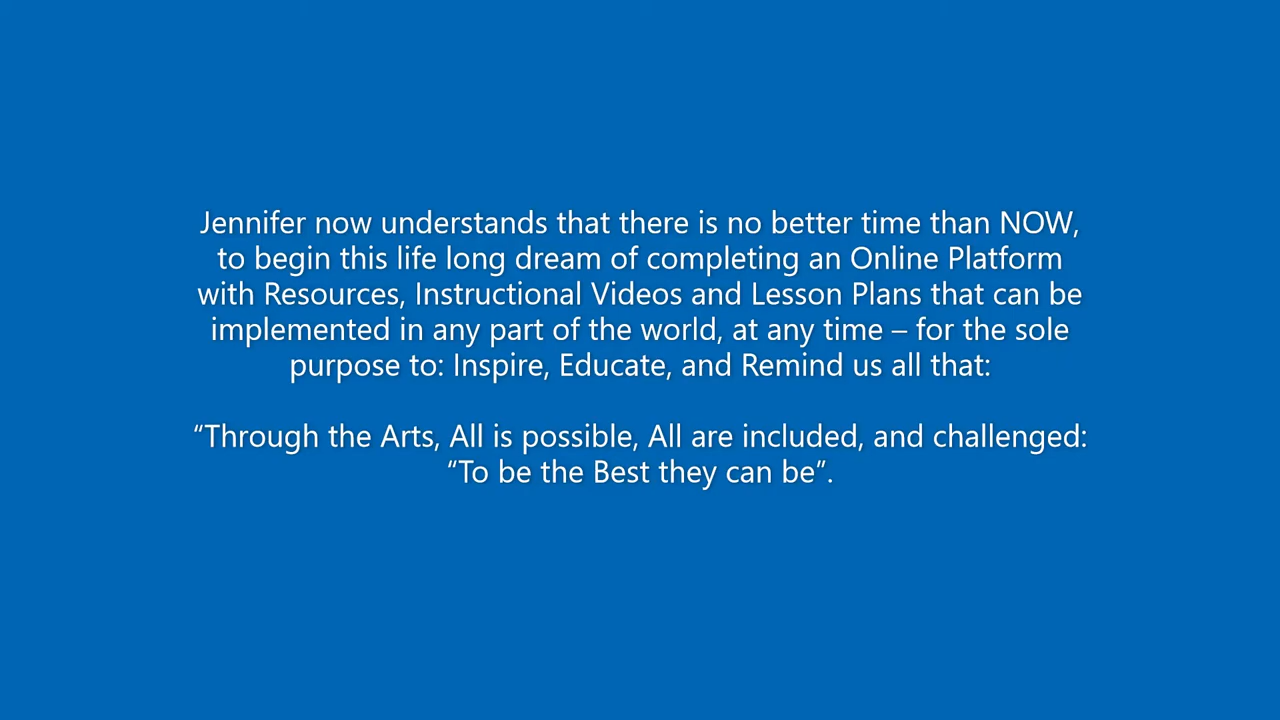 Jennifer now understands that there is no better time than NOW,
to begin this life long dream of completing an Online Platform
with Resources, Instructional Videos and Lesson Plans that can be
implemented in any part of the world, at any time – for the sole
purpose to: Inspire, Educate, and Remind us all that:
“Through the Arts, All is possible, All are included, and challenged:
“To be the Best they can be”.